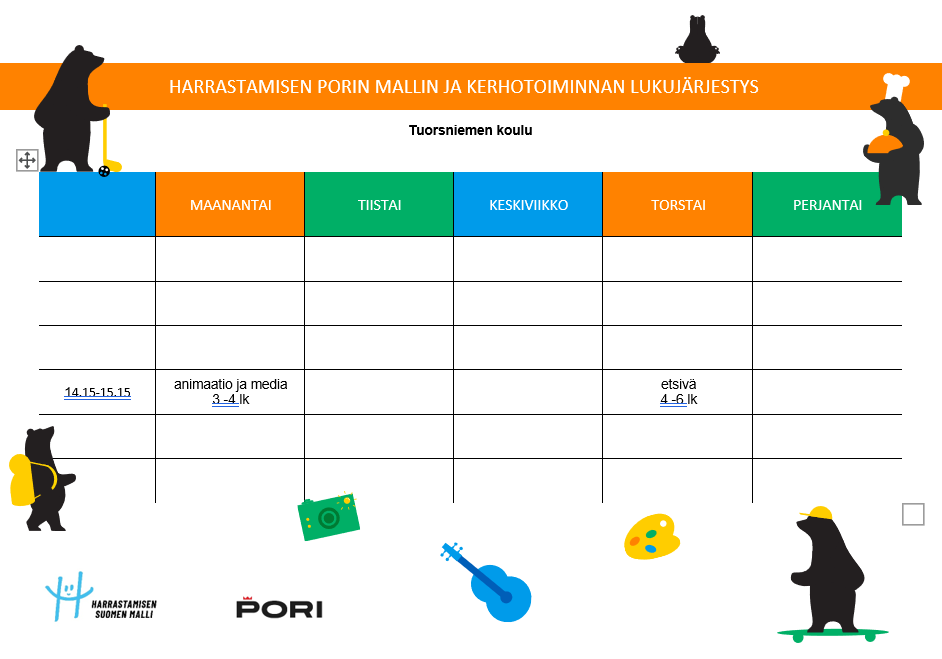 HARRASTAMISEN PORIN MALLIN JA KERHOTOIMINNAN LUKUJÄRJESTYS
Tuorsniemen koulu
MAANANTAI TIISTAI KESKIVIIKKO TORSTAI PERJANTAI
14.15-15.15 animaatio ja media etsivä
3.-4.lk 4.-6.lk
HARRASTAMISEN
SUOMEN MALLI
PORI